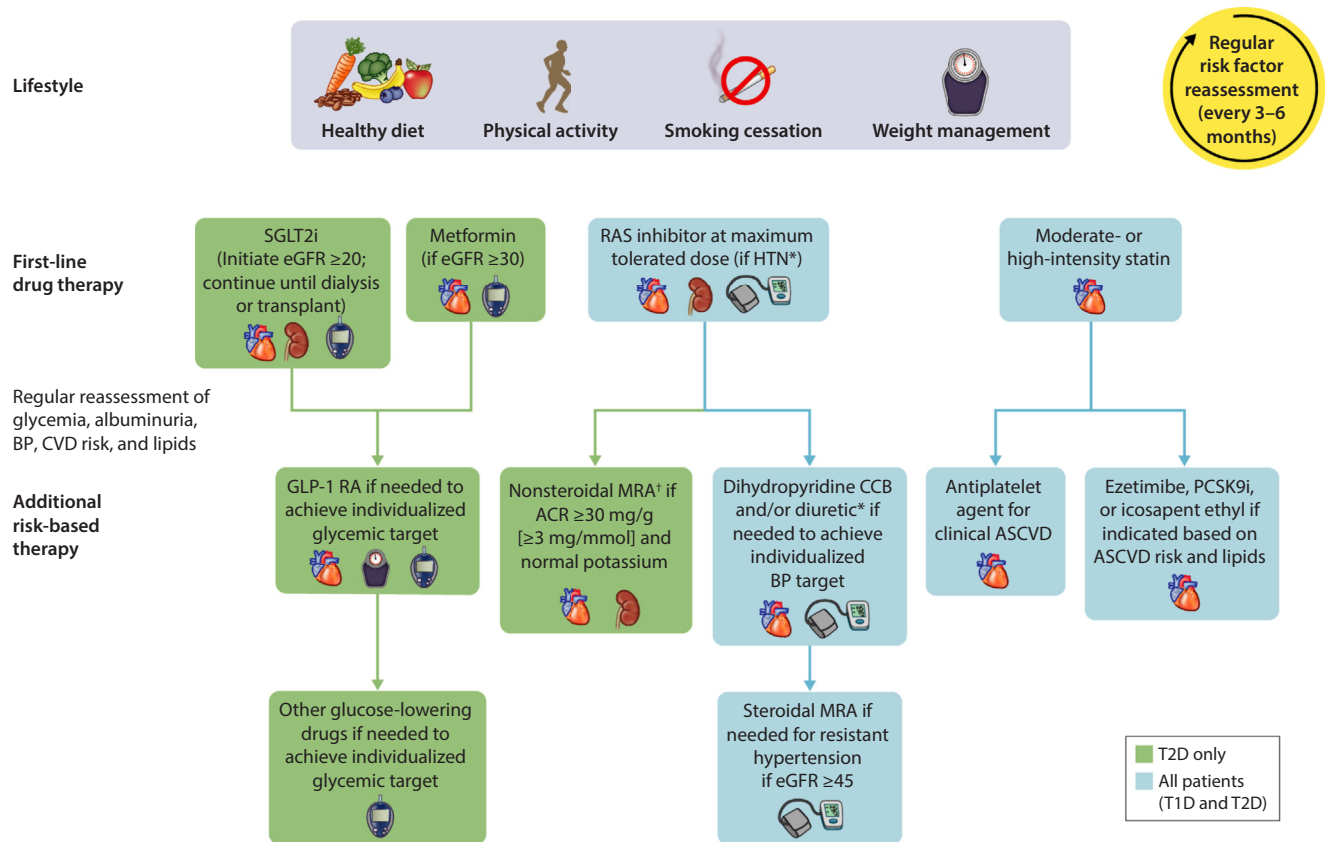 Lifestyle
Healthy diet
Physical activity
Smoking cessation
Weight management
Regular
risk factor
reassessment
(every 3–6
months)
First-line
drug therapy
SGLT2i
(Initiate eGFR ≥20;
continue until dialysis
or transplant)
Metformin
(if eGFR ≥30)
RAS inhibitor at maximum
tolerated dose (if HTN*)
Moderate- or
high-intensity statin
Regular reassessment of
glycemia, albuminuria,
BP, CVD risk, and lipids
Additional
risk-based
therapy
GLP-1 RA if needed to
achieve individualized
glycemic target
Nonsteroidal MRA† if
ACR ≥30 mg/g
[≥3 mg/mmol] and
normal potassium
Dihydropyridine CCB
and/or diuretic* if
needed to achieve
individualized
BP target
Antiplatelet
agent for
clinical ASCVD
Ezetimibe, PCSK9i,
or icosapent ethyl if
indicated based on
ASCVD risk and lipids
Other glucose-lowering
drugs if needed to
achieve individualized
glycemic target
Steroidal MRA if
needed for resistant
hypertension
if eGFR ≥45
T2D only
All patients
(T1D and T2D)